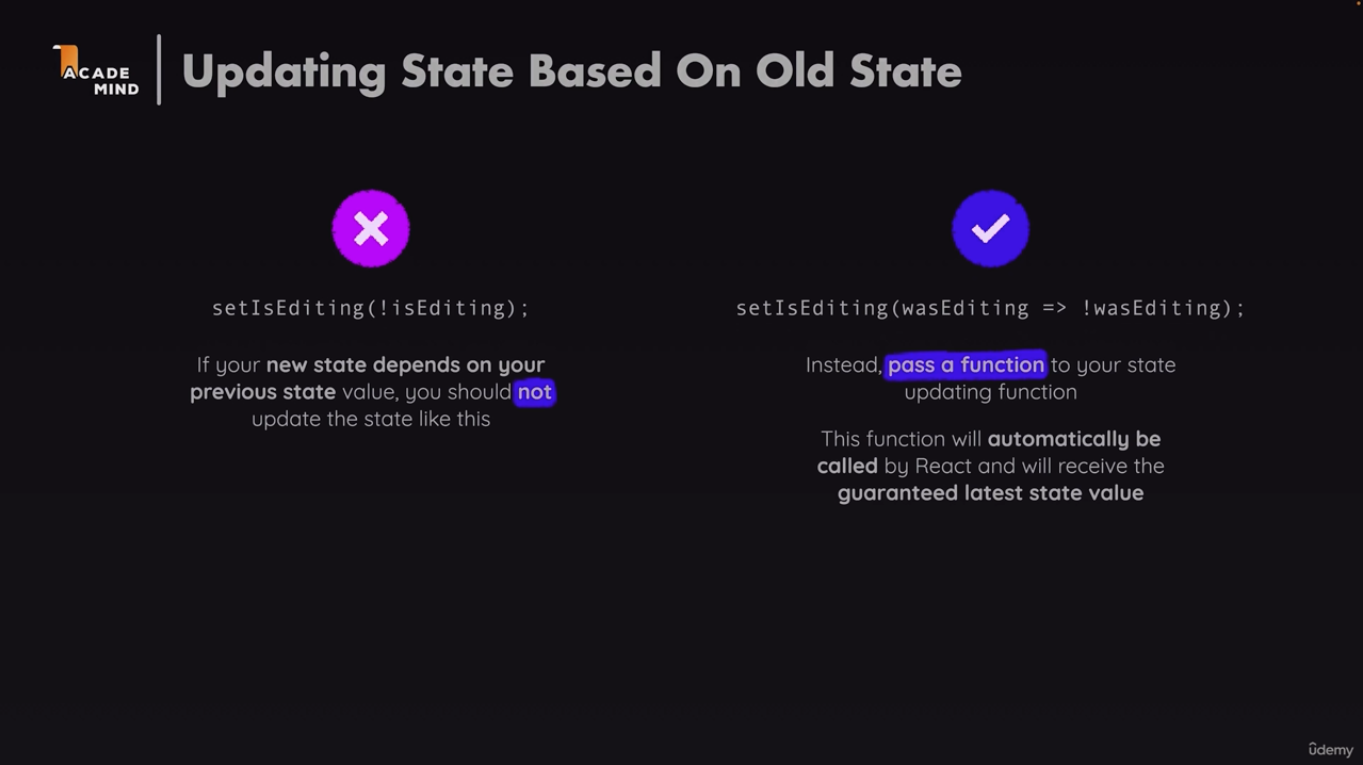 ACADE
MIND
Updating State Based On Old State
setIsEditing(!isEditing);
If your new state depends on your
previous state value, you should not
update the state like this
setIsEditing(wasEditing => !wasEditing);
Instead, pass a function to your state
updating function
This function will automatically be
called by React and will receive the
guaranteed latest state value
ûdemy